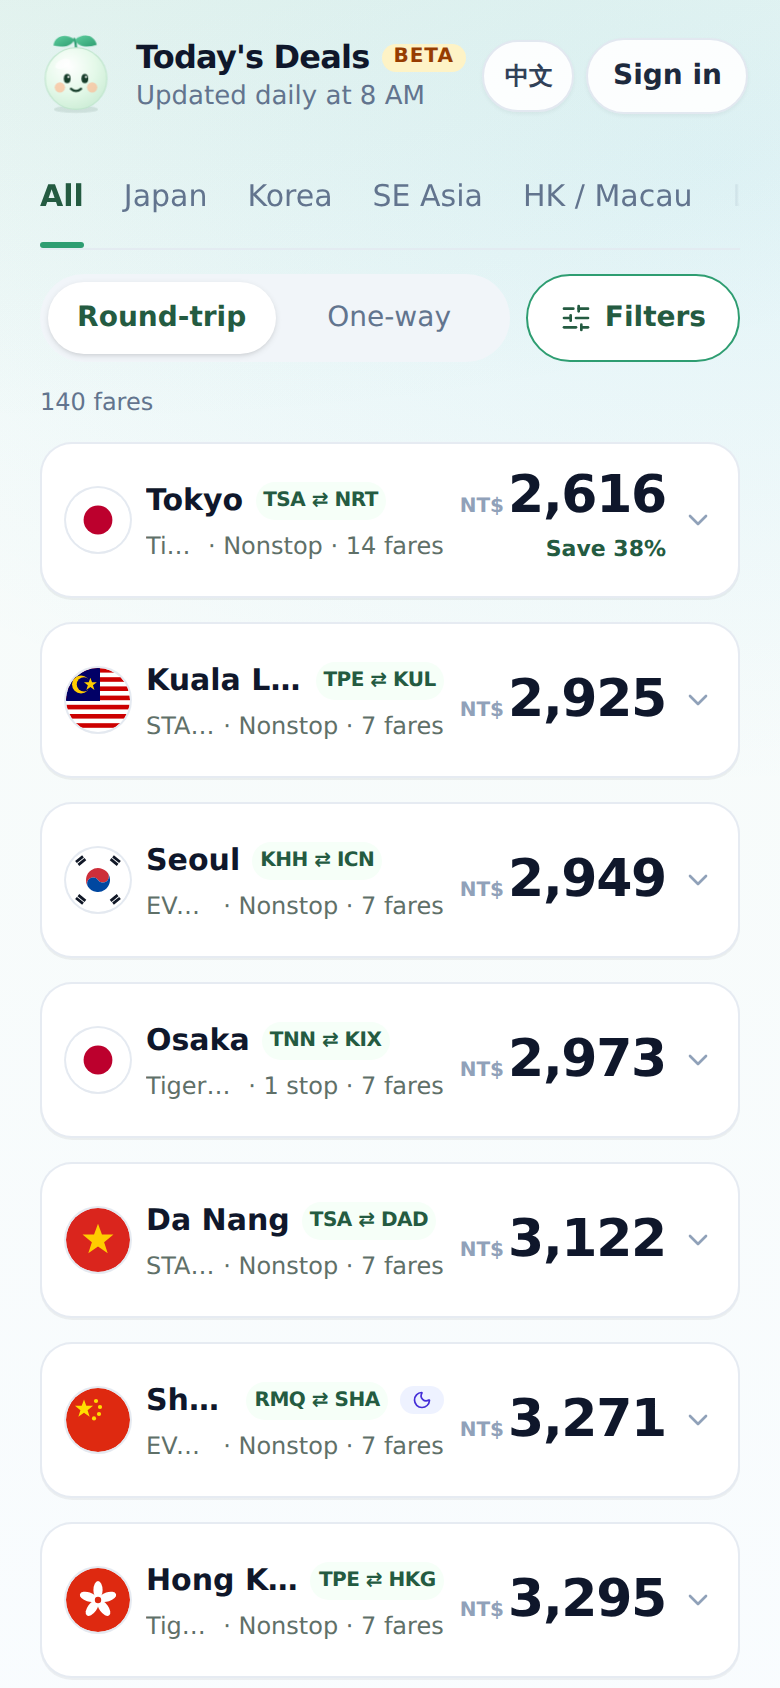 Today's Deals BETA
Updated daily at 8 AM
中文
Sign in
All Japan Korea SE Asia HK / Macau
Round-trip One-way Filters
140 fares
Tokyo TSA ⇄ NRT NT$2,616
Ti... · Nonstop · 14 fares Save 38%
Kuala L... TPE ⇄ KUL NT$2,925
STA... · Nonstop · 7 fares
Seoul KHH ⇄ ICN NT$2,949
EV... · Nonstop · 7 fares
Osaka TNN ⇄ KIX NT$2,973
Tiger... · 1 stop · 7 fares
Da Nang TSA ⇄ DAD NT$3,122
STA... · Nonstop · 7 fares
Sh... RMQ ⇄ SHA NT$3,271
EV... · Nonstop · 7 fares
Hong K... TPE ⇄ HKG NT$3,295
Tig... · Nonstop · 7 fares